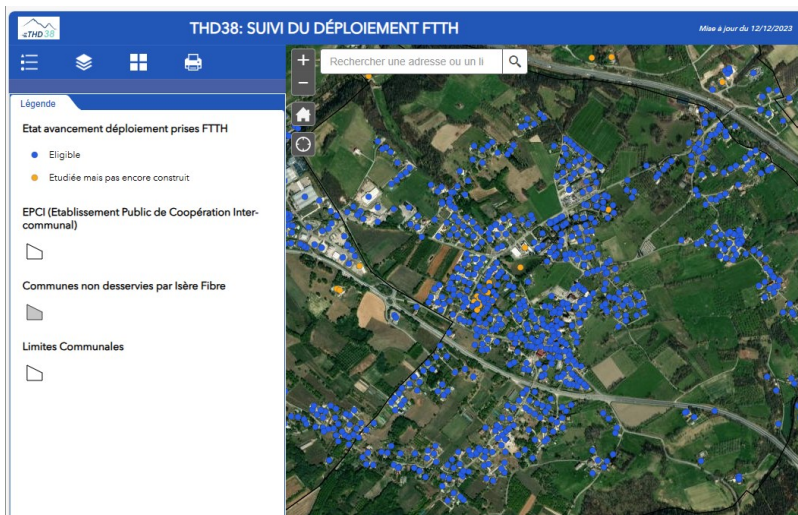 THD38
THD38: SUIVI DU DÉPLOIEMENT FTTH
Mise à jour du 12/12/2023
Rechercher une adresse ou un li
Légende
Etat avancement déploiement prises FTTH
Eligible
Etudiée mais pas encore construit
EPCI (Etablissement Public de Coopération Inter-
communal)
Communes non desservies par Isère Fibre
Limites Communales